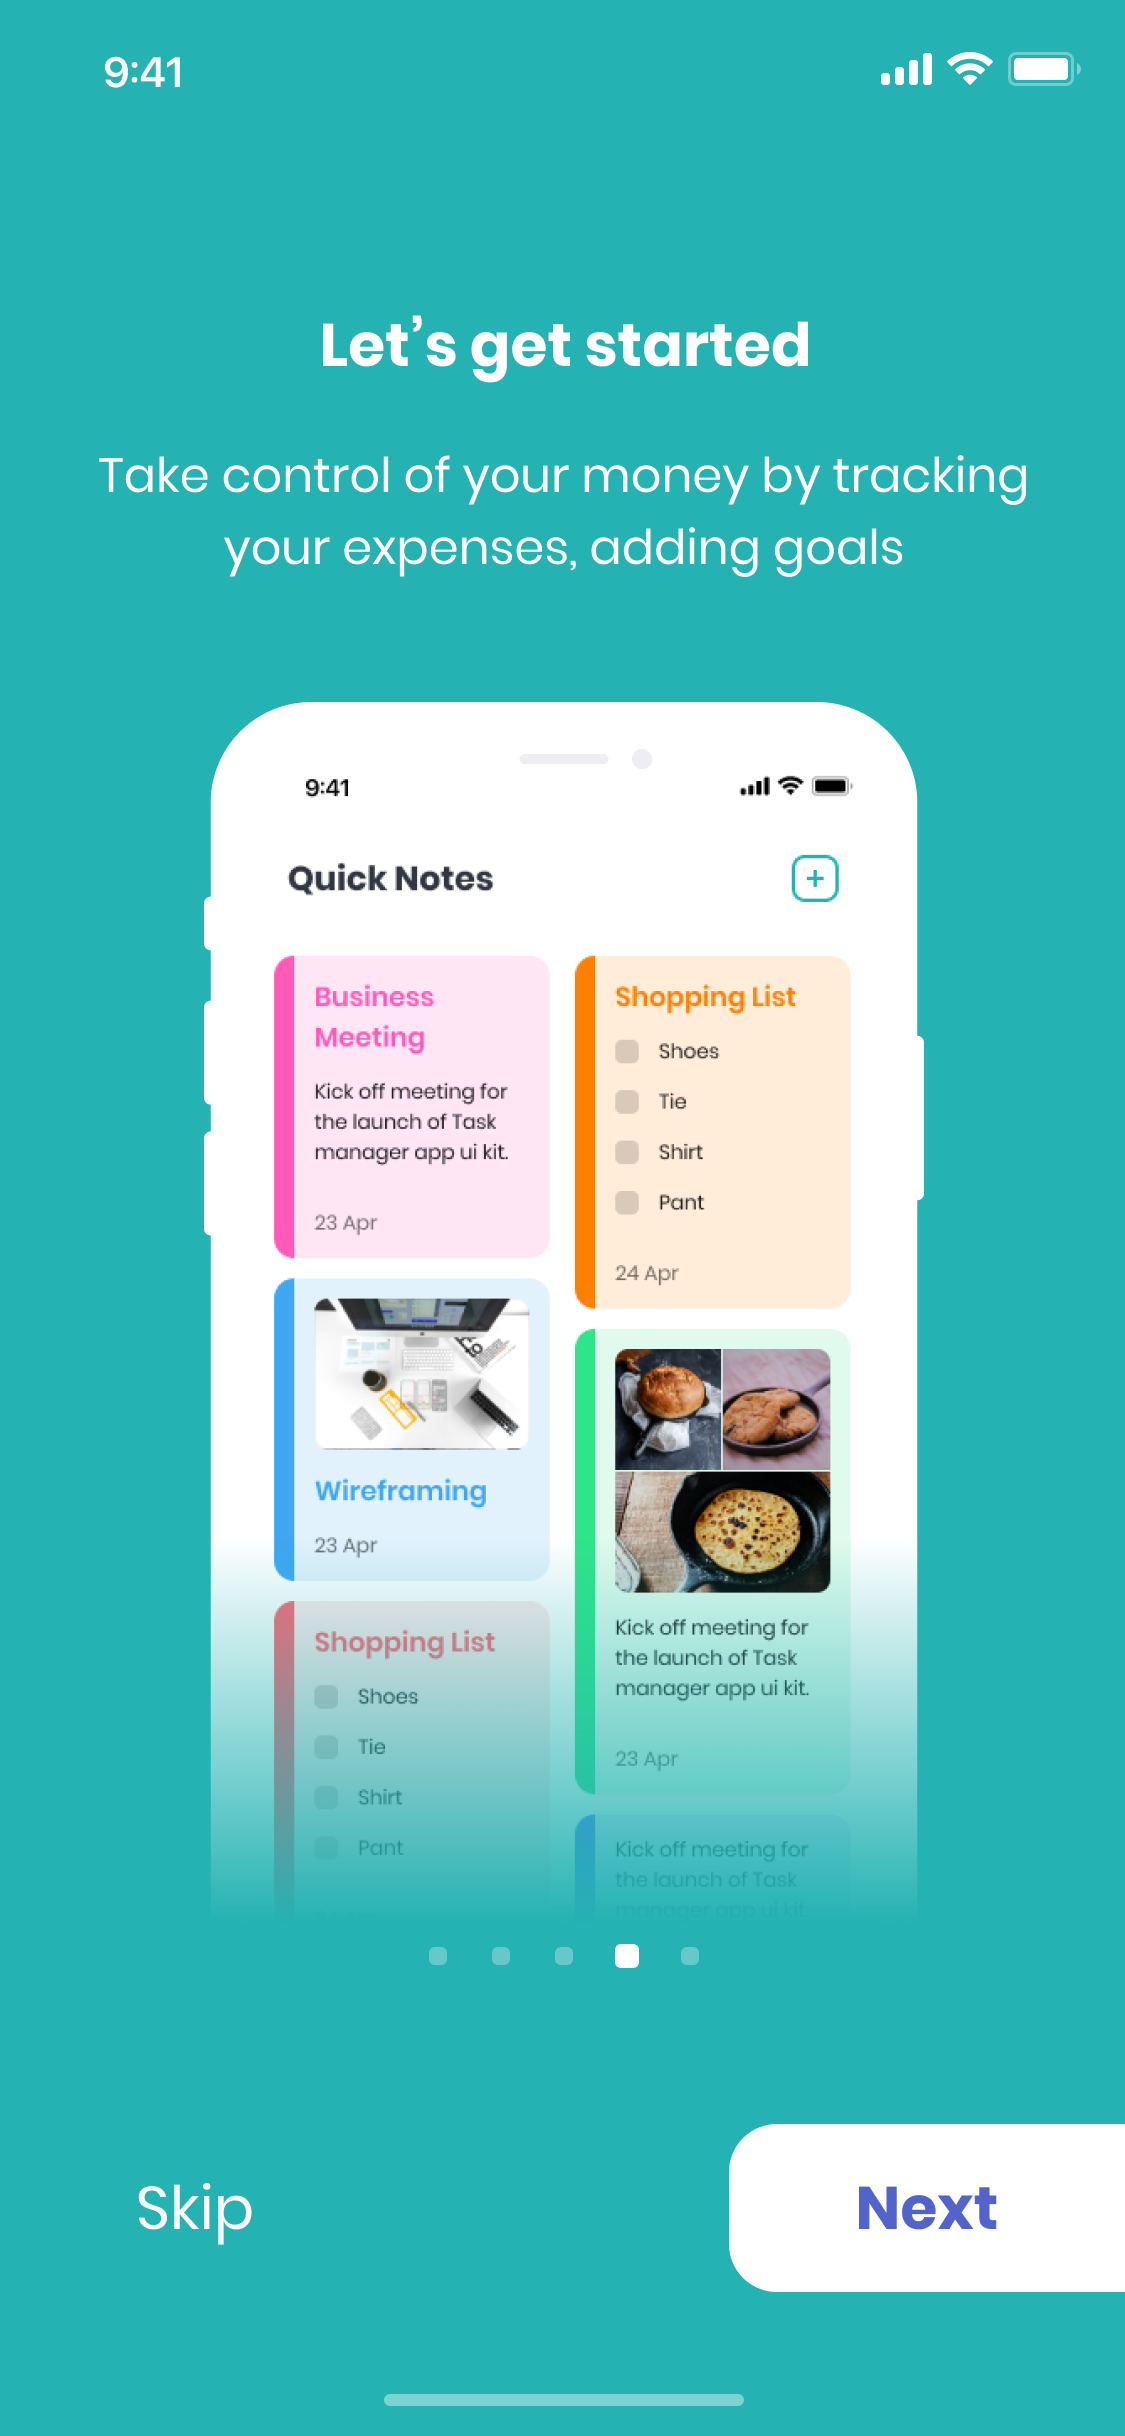 9:41
Let's get started
Take control of your money by tracking
your expenses, adding goals
9:41
Quick Notes
Business
Meeting
Kick off meeting for
the launch of Task
manager app ui kit.
23 Apr
Shopping List
Shoes
Tie
Shirt
Pant
24 Apr
Wireframing
23 Apr
Kick off meeting for
the launch of Task
manager app ui kit.
23 Apr
Shopping List
Shoes
Tie
Shirt
Pant
Kick off meeting for
the launch of Task
manager app ui kit
Skip
Next